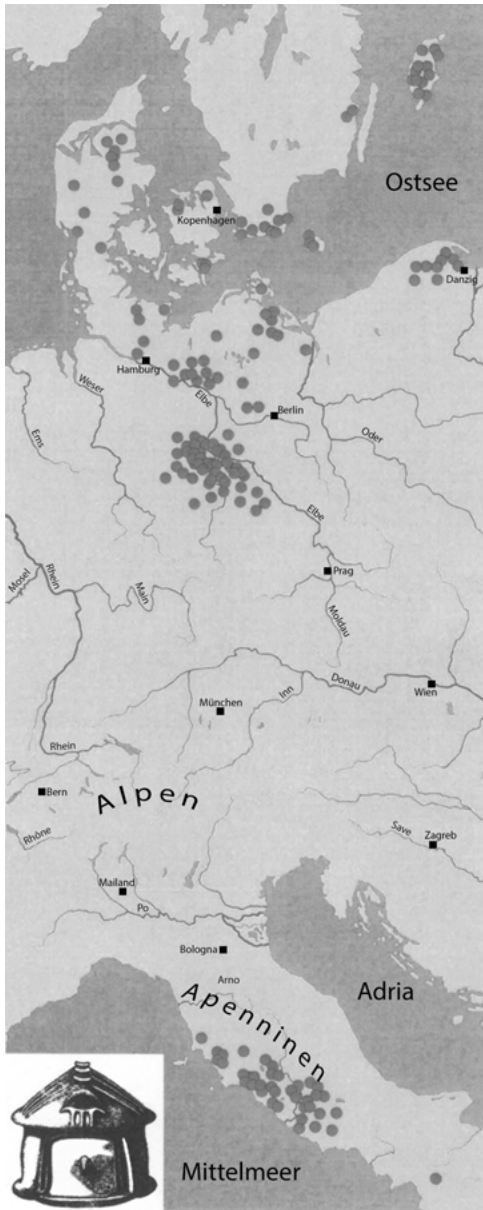 Ostsee
Kopenhagen
Danzig
Hamburg
Weser
Elbe
Berlin
Ems
Oder
Elbe
Mosel
Rhein
Main
Prag
Moldau
Donau
Inn
Wien
München
Rhein
Bern
Alpen
Rhône
Save
Zagreb
Mailand
Po
Bologna
Arno
Adria
Apenninen
Mittelmeer